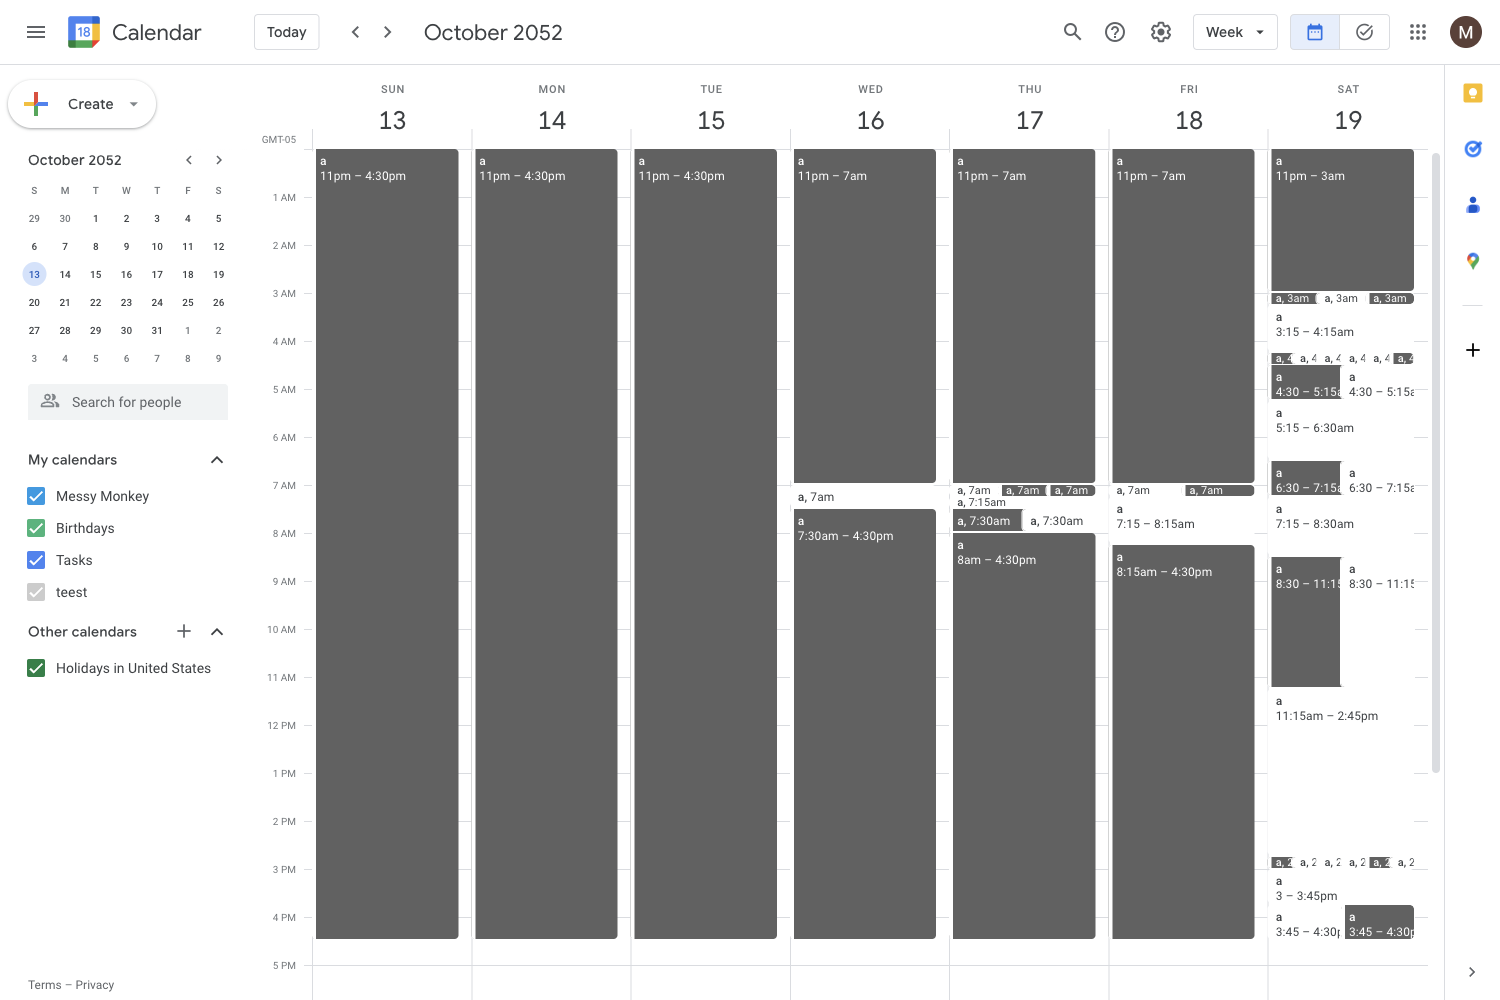 18 Calendar Today October 2052 Week M
Create
October 2052
S M T W T F S
29 30 1 2 3 4 5
6 7 8 9 10 11 12
13 14 15 16 17 18 19
20 21 22 23 24 25 26
27 28 29 30 31 1 2
3 4 5 6 7 8 9
Search for people
My calendars
Messy Monkey
Birthdays
Tasks
teest
Other calendars
Holidays in United States
Terms – Privacy
SUN MON TUE WED THU FRI SAT
13 14 15 16 17 18 19
GMT-05
1 AM
2 AM
3 AM
4 AM
5 AM
6 AM
7 AM
8 AM
9 AM
10 AM
11 AM
12 PM
1 PM
2 PM
3 PM
4 PM
5 PM
a
11pm – 4:30pm
a
11pm – 4:30pm
a
11pm – 4:30pm
a
11pm – 7am
a, 7am
a
7:30am – 4:30pm
a
11pm – 7am
a, 7am a, 7am a, 7am
a, 7:15am
a, 7:30am a, 7:30am
a
8am – 4:30pm
a
11pm – 7am
a, 7am a, 7am
a
7:15 – 8:15am
a
8:15am – 4:30pm
a
11pm – 3am
a, 3am a, 3am a, 3am
a
3:15 – 4:15am
a, 4 a, 4 a, 4 a, 4 a, 4 a, 4
a a
4:30 – 5:15a 4:30 – 5:15a
a
5:15 – 6:30am
a a
6:30 – 7:15a 6:30 – 7:15a
a
7:15 – 8:30am
a a
8:30 – 11:15 8:30 – 11:15
a
11:15am – 2:45pm
a, 2 a, 2 a, 2 a, 2 a, 2 a, 2
a
3 – 3:45pm
a a
3:45 – 4:30p 3:45 – 4:30p